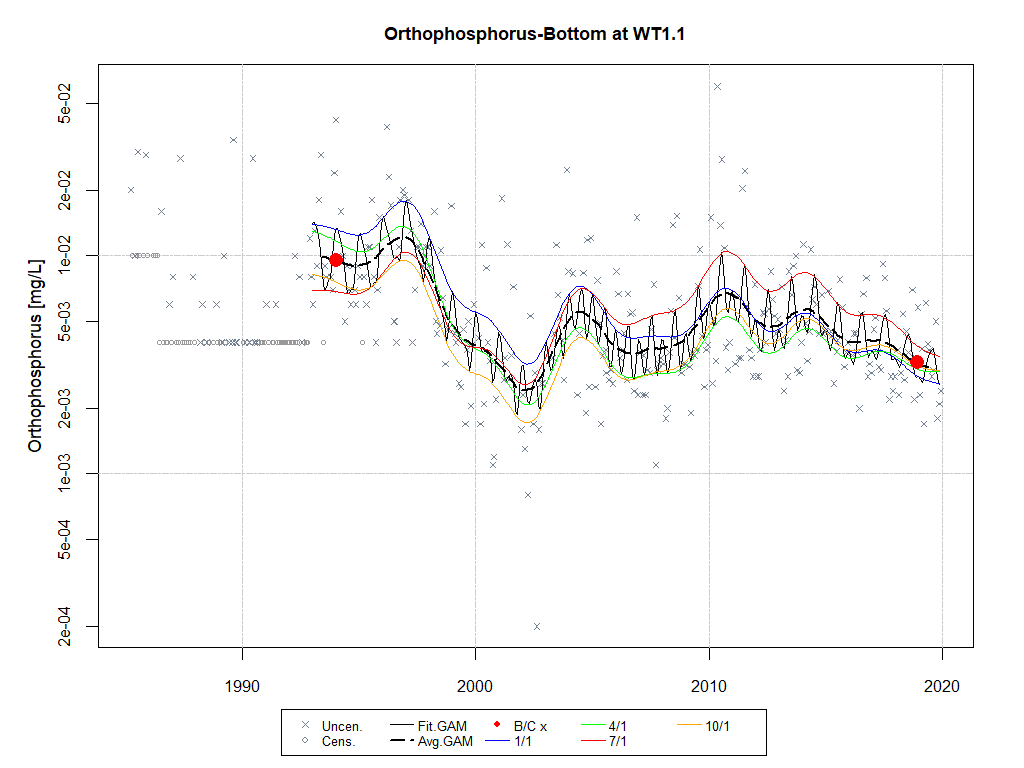 Orthophosphorus-Bottom at WT1.1
Orthophosphorus [mg/L]
5e-02
2e-02
1e-02
5e-03
2e-03
1e-03
5e-04
2e-04
1990 2000 2010 2020
Uncen. Fit.GAM B/C x 4/1 10/1
Cens. Avg.GAM 1/1 7/1